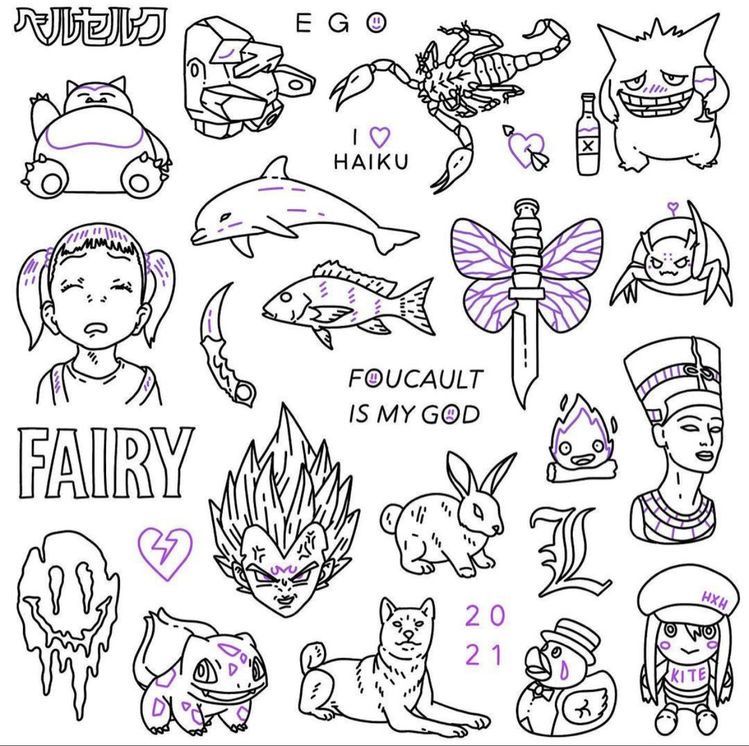 ベルセルク
EGO
I ♡
HAIKU
X
FOUCAULT
IS MY GOD
FAIRY
L
20
21
HXH
KITE